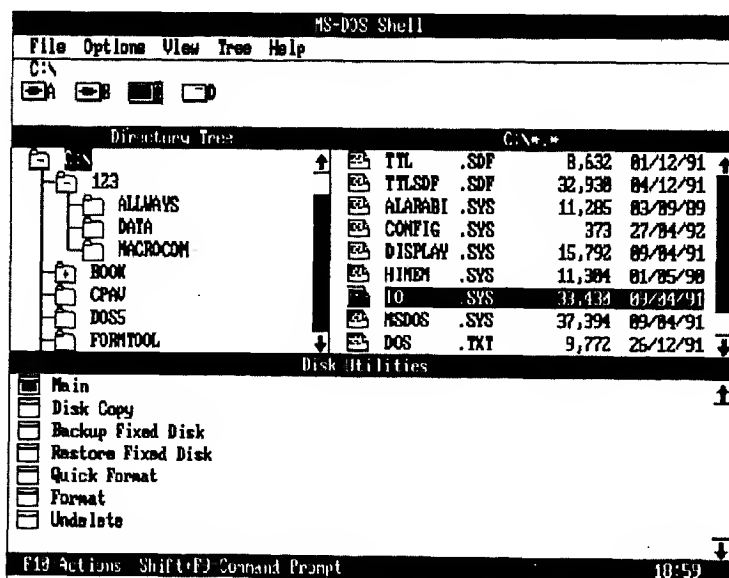 MS-DOS Shell
File Options View Tree Help
C:\
A B C D
Directory Tree
C:\
123
ALLWAYS
DATA
MACROCOM
BOOK
CPAV
DOS5
FORMTOOL
C:\*.*
TTL .SDF 8,632 01/12/91
TTLSDF .SDF 32,930 04/12/91
ALARABI .SYS 11,285 03/09/89
CONFIG .SYS 373 27/04/92
DISPLAY .SYS 15,792 09/04/91
HIMEM .SYS 11,304 01/05/90
IO .SYS 33,430 09/04/91
MSDOS .SYS 37,394 09/04/91
DOS .TXT 9,772 26/12/91
Disk Utilities
Main
Disk Copy
Backup Fixed Disk
Restore Fixed Disk
Quick Format
Format
Undelete
F10=Actions Shift+F9=Command Prompt 18:59